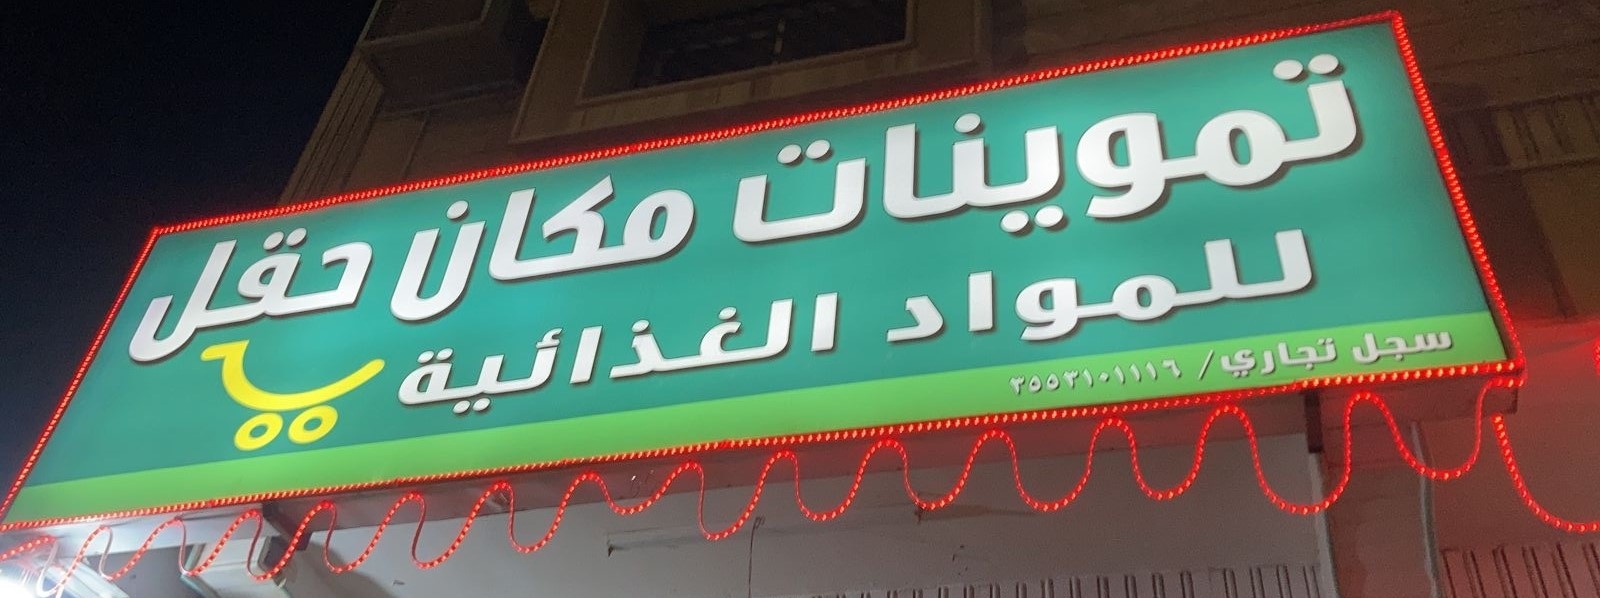 تموينات مكان حقل
للمواد الغذائية
سجل تجاري/ ٣٥٥٣١٠١١١٦